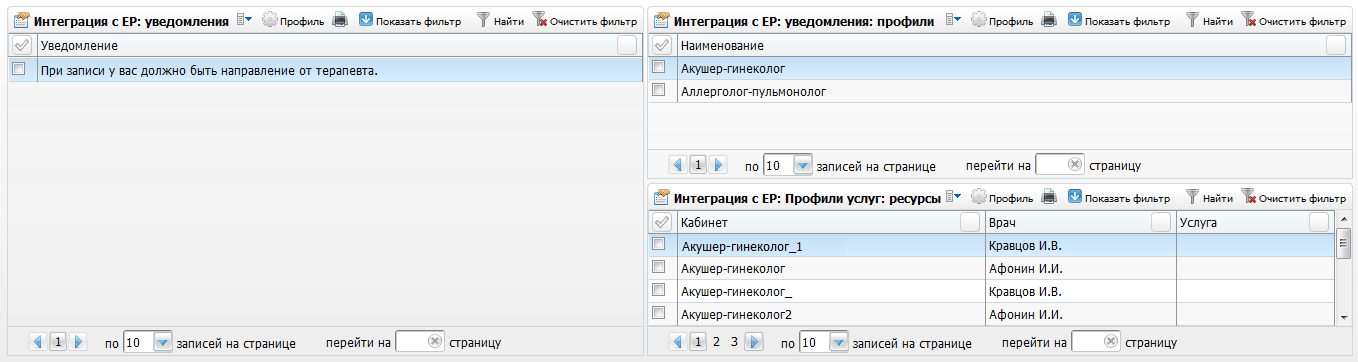 Интеграция с ЕР: уведомления Профиль Показать фильтр Найти Очистить фильтр
Уведомление
При записи у вас должно быть направление от терапевта.
1 по 10 записей на странице перейти на страницу
Интеграция с ЕР: уведомления: профили Профиль Показать фильтр Найти Очистить фильтр
Наименование
Акушер-гинеколог
Аллерголог-пульмонолог
1 по 10 записей на странице перейти на страницу
Интеграция с ЕР: Профили услуг: ресурсы Профиль Показать фильтр Найти Очистить фильтр
Кабинет Врач Услуга
Акушер-гинеколог_1 Кравцов И.В.
Акушер-гинеколог Афонин И.И.
Акушер-гинеколог_ Кравцов И.В.
Акушер-гинеколог2 Афонин И.И.
1 2 3 по 10 записей на странице перейти на страницу